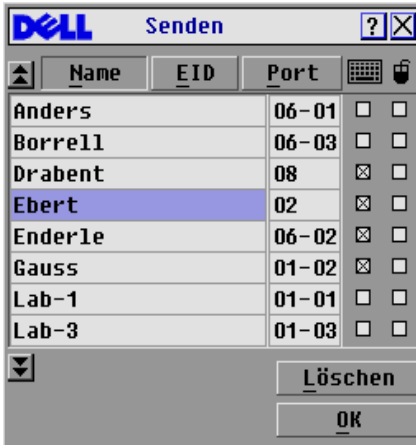 DELL Senden ?
Name EID Port
Anders 06-01
Borrell 06-03
Drabent 08
Ebert 02
Enderle 06-02
Gauss 01-02
Lab-1 01-01
Lab-3 01-03
Löschen
OK